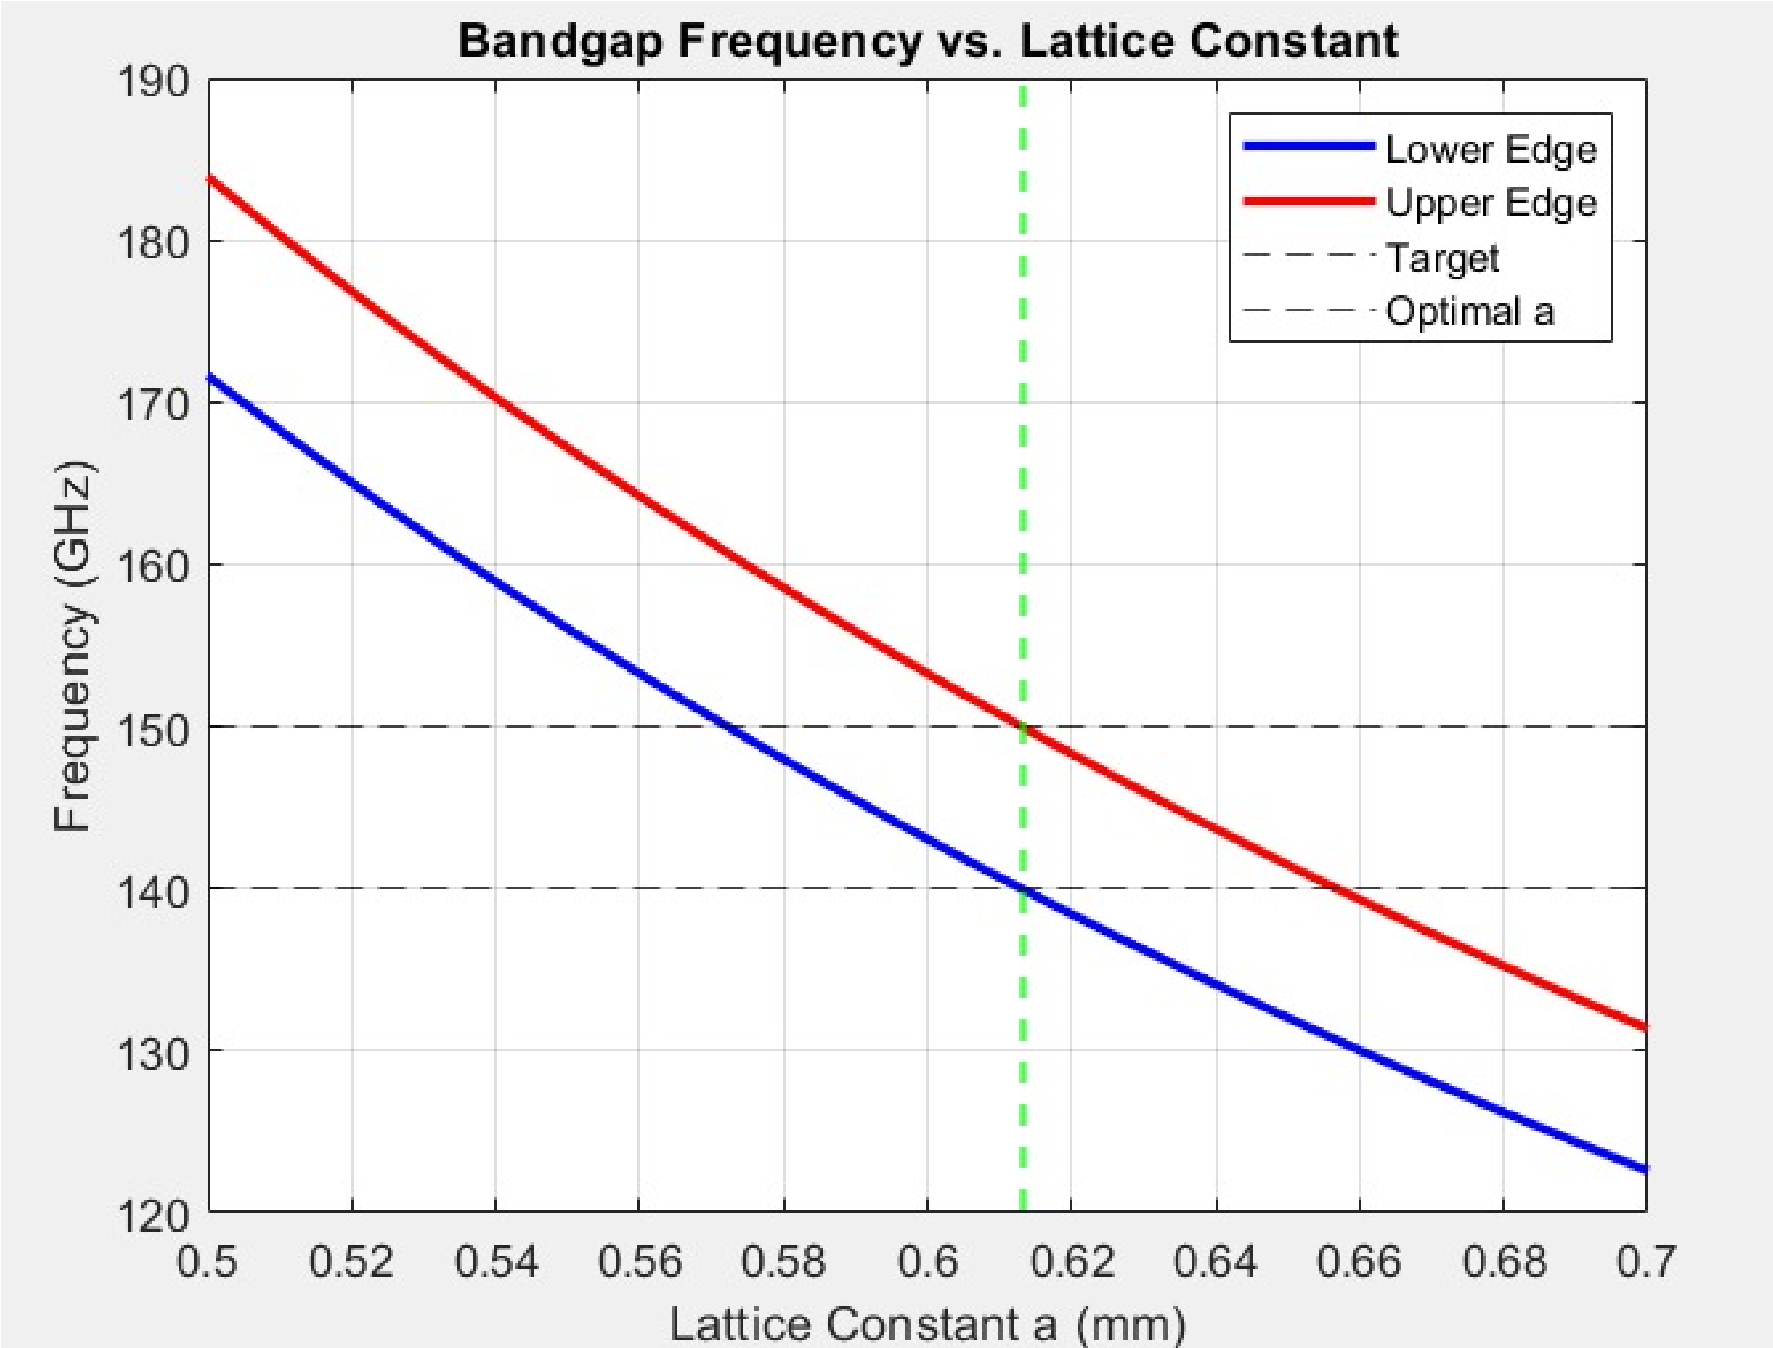 Bandgap Frequency vs. Lattice Constant
190
180
170
160
150
140
130
120
Frequency (GHz)
Lower Edge
Upper Edge
Target
Optimal a
0.5 0.52 0.54 0.56 0.58 0.6 0.62 0.64 0.66 0.68 0.7
Lattice Constant a (mm)